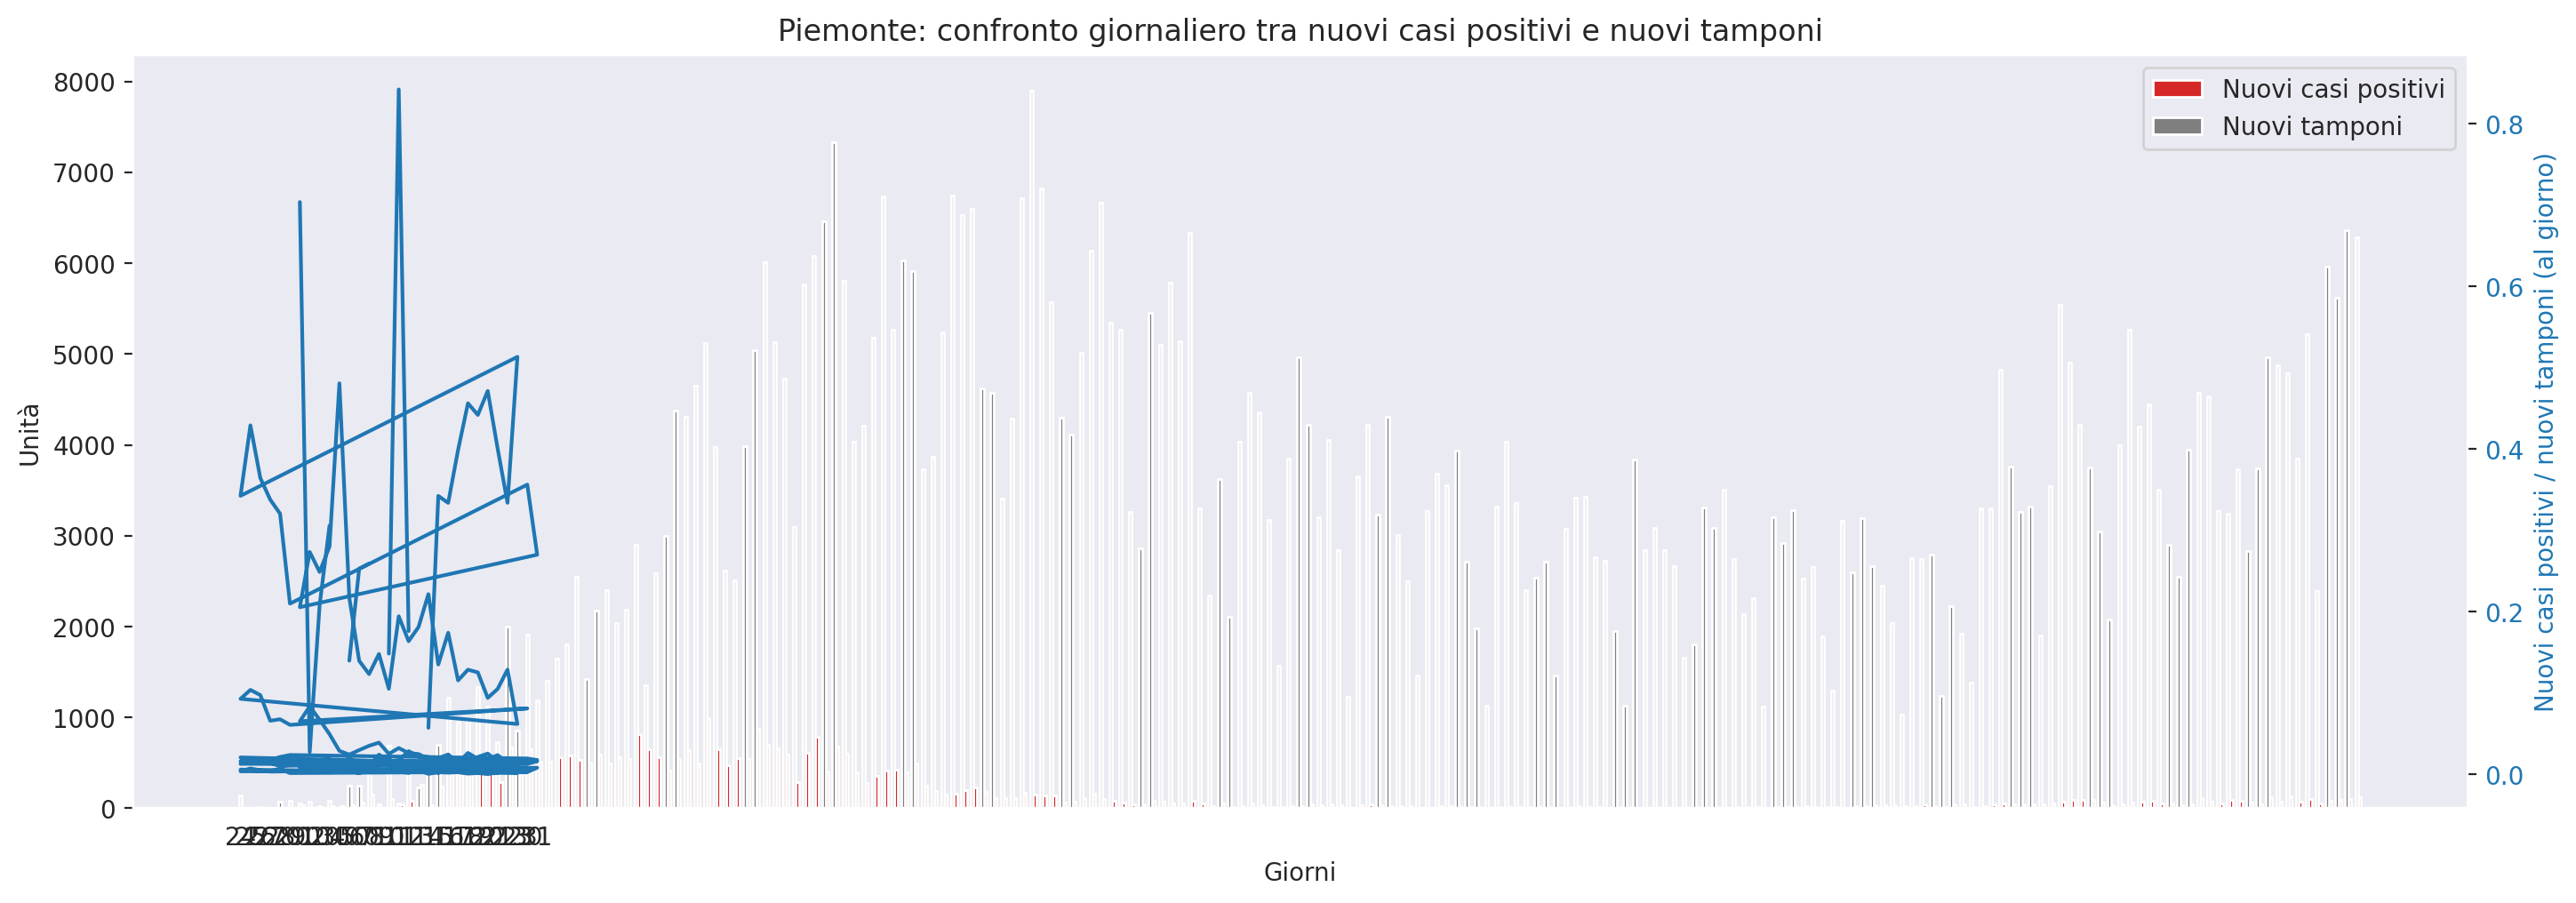 Piemonte: confronto giornaliero tra nuovi casi positivi e nuovi tamponi
Nuovi casi positivi
Nuovi tamponi
8000
7000
6000
5000
4000
3000
2000
1000
0
Unità
0.8
0.6
0.4
0.2
0.0
Nuovi casi positivi / nuovi tamponi (al giorno)
Giorni